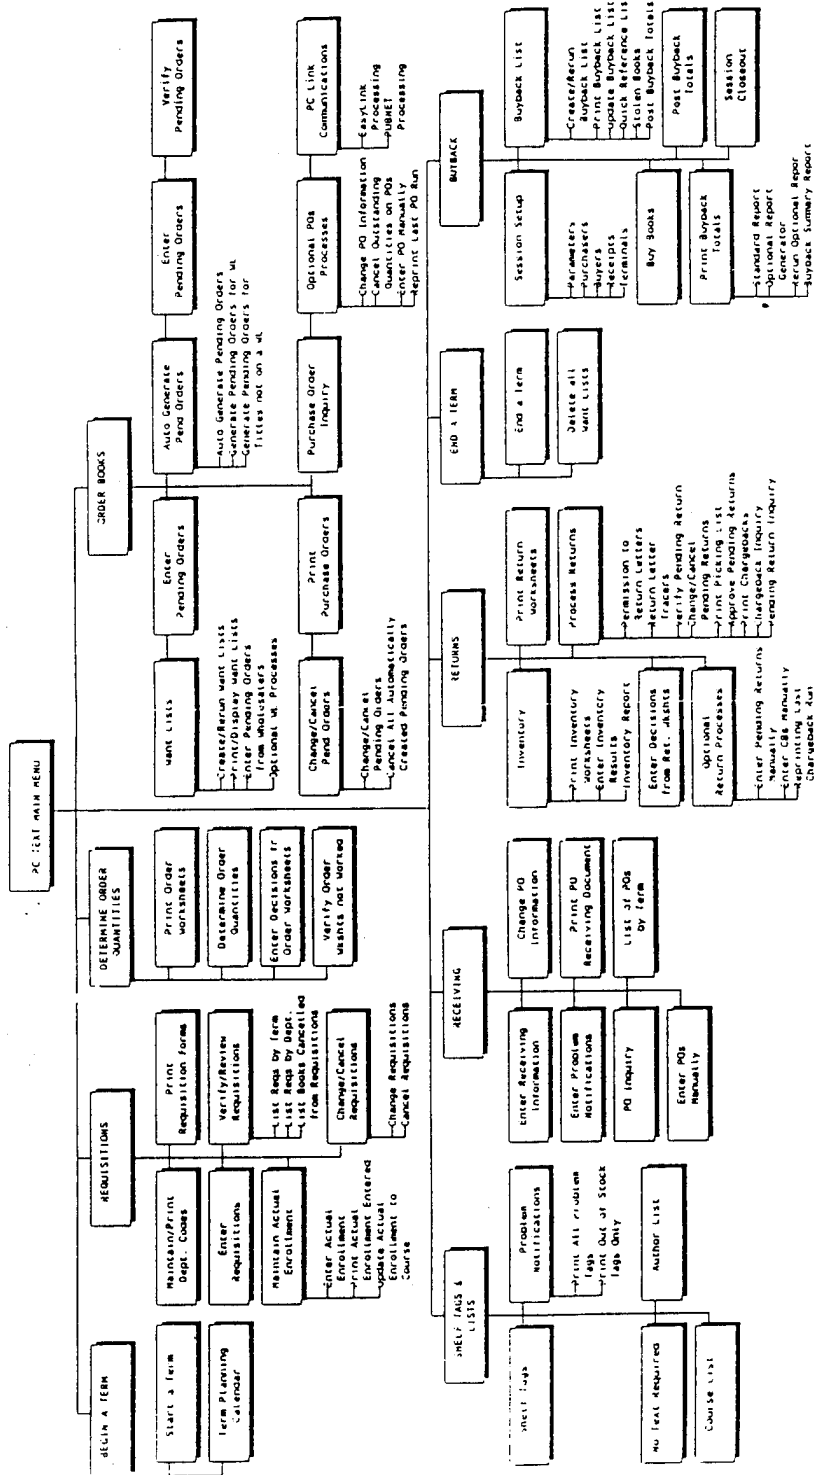 PC TEXT MAIN MENU
BEGIN A TERM
Start a Term
Term Planning
Calendar
REQUISITIONS
Maintain/Print
Dept. Codes
Print
Requisition Forms
Enter
Requisitions
Verify/Review
Requisitions
List Reqs by Term
List Reqs by Dept.
List Books Cancelled
from Requisitions
Maintain Actual
Enrollment
Enter Actual
Enrollment
Print Actual
Enrollment Entered
Update Actual
Enrollment to
Course
Change/Cancel
Requisitions
Change Requisitions
Cancel Requisitions
DETERMINE ORDER
QUANTITIES
Print Order
Worksheets
Determine Order
Quantities
Enter Decisions fr
Order Worksheets
Verify Order
Wkshts not Worked
ORDER BOOKS
Want Lists
Create/Rerun Want Lists
Print/Display Want Lists
Enter Pending Orders
from Wholesalers
Optional WL Processes
Enter
Pending Orders
Auto Generate
Pend Orders
Auto Generate Pending Orders
Generate Pending Orders for WL
Generate Pending Orders for
Titles not on a WL
Enter
Pending Orders
Verify
Pending Orders
Change/Cancel
Pend Orders
Change/Cancel
Pending Orders
Cancel All Automatically
Created Pending Orders
Print
Purchase Orders
Purchase Order
Inquiry
Optional POs
Processes
Change PO Information
Cancel Outstanding
Quantities on POs
Enter PO Manually
Reprint Last PO Run
PC Link
Communications
EasyLink
Processing
PUBNET
Processing
SHELF TAGS &
LISTS
Shelf Tags
Problem
Notifications
Print All Problem
Tags
Print Out of Stock
Tags Only
No Text Required
Author List
Course List
RECEIVING
Enter Receiving
Information
Change PO
Information
Enter Problem
Notifications
Print PO
Receiving Document
PO Inquiry
List of POs
by Term
Enter POs
Manually
RETURNS
Inventory
Print Inventory
Worksheets
Enter Inventory
Results
Inventory Report
Print Return
Worksheets
Enter Decisions
from Ret. Wkshts
Process Returns
Permission to
Return Letters
Return Letter
Tracers
Verify Pending Return
Change/Cancel
Pending Returns
Print Picking List
Approve Pending Returns
Print Chargebacks
Chargeback Inquiry
Pending Return Inquiry
Optional
Return Processes
Enter Pending Returns
Manually
Enter CBs Manually
Reprinting Last
Chargeback Run
END A TERM
End a Term
Delete all
Want Lists
BUYBACK
Session Setup
Parameters
Purchasers
Buyers
Receipts
Terminals
Buyback List
Create/Rerun
Buyback List
Print Buyback List
Update Buyback List
Quick Reference Lis
Stolen Books
Post Buyback Totals
Buy Books
Post Buyback
Totals
Print Buyback
Totals
Standard Report
Optional Report
Generator
Rerun Optional Repor
Buyback Summary Report
Session
Closeout